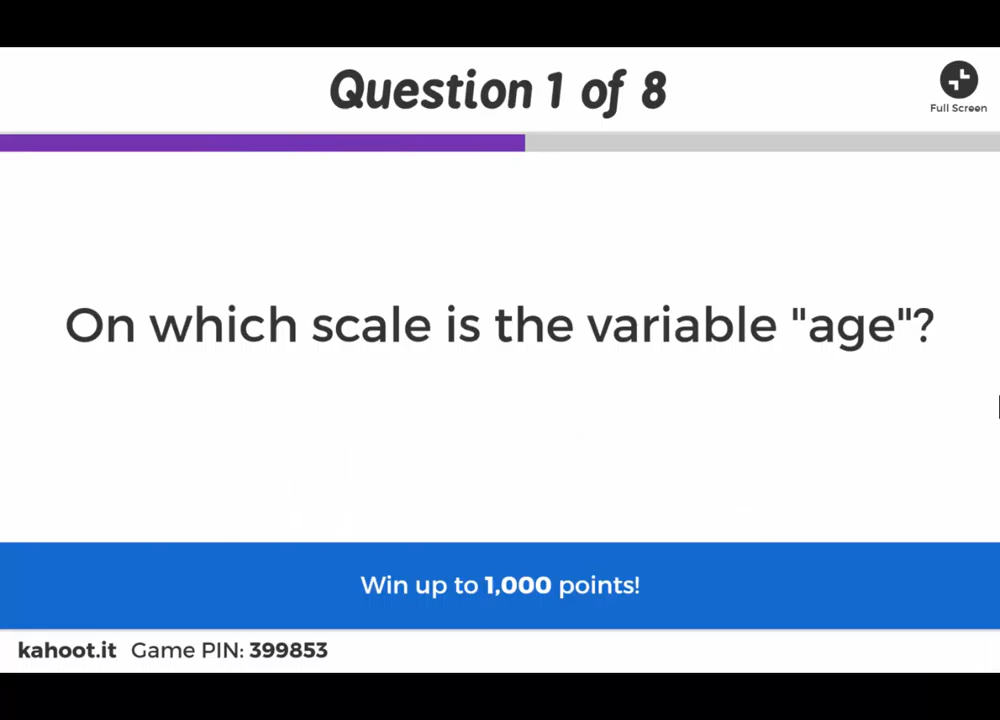 Question 1 of 8
Full Screen
On which scale is the variable "age"?
Win up to 1,000 points!
kahoot.it Game PIN: 399853